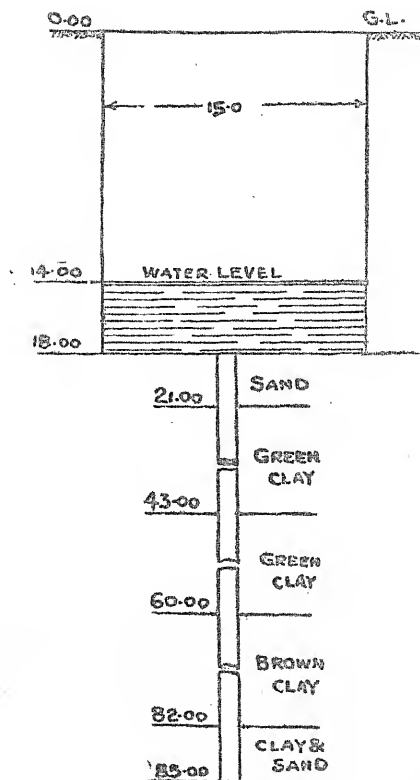 0.00 G.L.
15.0
14.00 WATER LEVEL
18.00
SAND
21.00
GREEN
CLAY
43.00
GREEN
CLAY
60.00
BROWN
CLAY
82.00
CLAY &
SAND
85.00